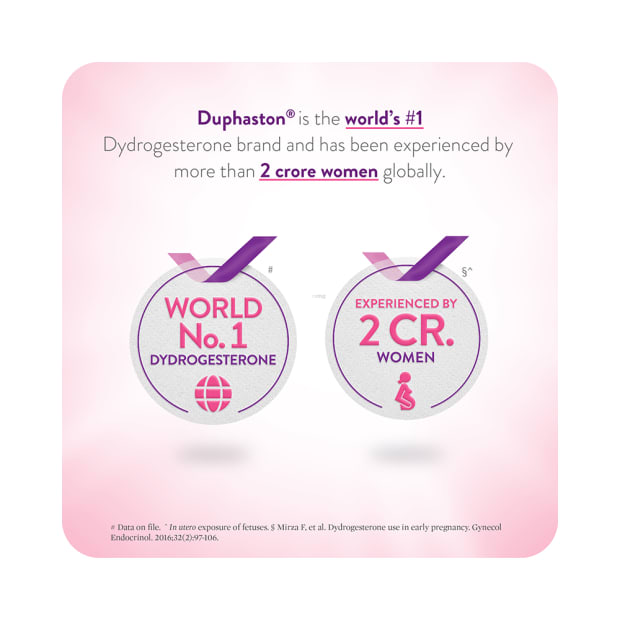 Duphaston® is the world's #1
Dydrogesterone brand and has been experienced by
more than 2 crore women globally.
#
WORLD
No. 1
DYDROGESTERONE
§^
EXPERIENCED BY
2 CR.
WOMEN
# Data on file. ^ In utero exposure of fetuses. § Mirza F, et al. Dydrogesterone use in early pregnancy. Gynecol
Endocrinol. 2016;32(2):97-106.